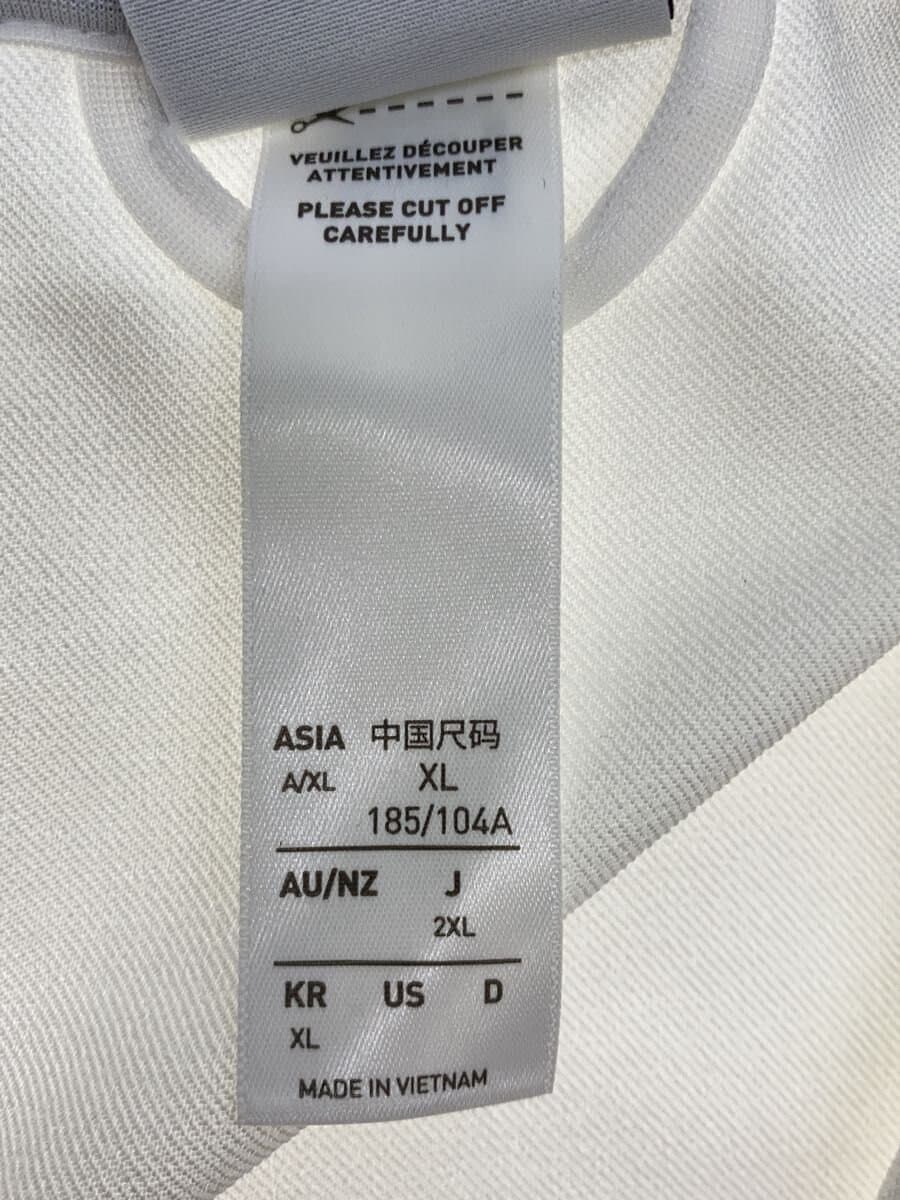 VEUILLEZ DÉCOUPER
ATTENTIVEMENT
PLEASE CUT OFF
CAREFULLY
ASIA 中国尺码
A/XL XL
185/104A
AU/NZ J
2XL
KR US D
XL
MADE IN VIETNAM